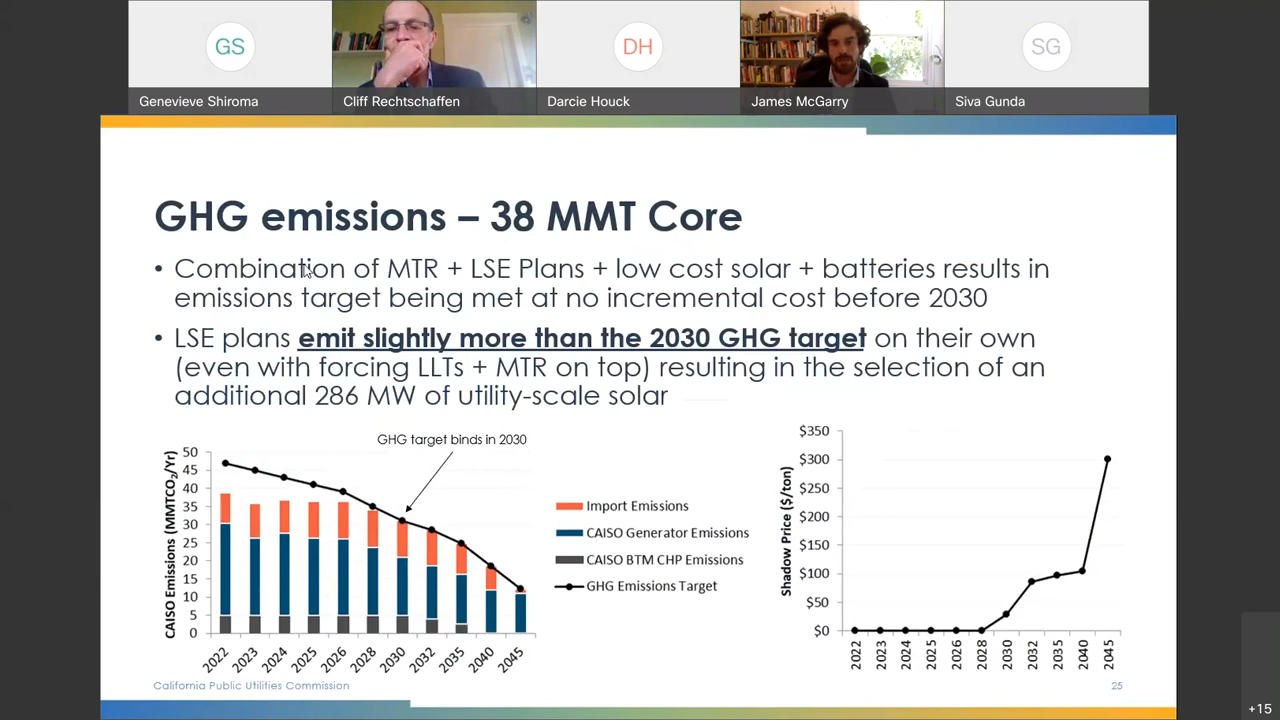 GS
DH
SG
Genevieve Shiroma
Cliff Rechtschaffen
Darcie Houck
James McGarry
Siva Gunda
GHG emissions – 38 MMT Core
• Combination of MTR + LSE Plans + low cost solar + batteries results in
emissions target being met at no incremental cost before 2030
• LSE plans emit slightly more than the 2030 GHG target on their own
(even with forcing LLTs + MTR on top) resulting in the selection of an
additional 286 MW of utility-scale solar
GHG target binds in 2030
CAISO Emissions (MMTCO₂/Yr)
50
45
40
35
30
25
20
15
10
5
0
2022
2023
2024
2025
2026
2028
2030
2032
2035
2040
2045
Import Emissions
CAISO Generator Emissions
CAISO BTM CHP Emissions
GHG Emissions Target
Shadow Price ($/ton)
$350
$300
$250
$200
$150
$100
$50
$0
2022
2023
2024
2025
2026
2028
2030
2032
2035
2040
2045
California Public Utilities Commission
25
+15